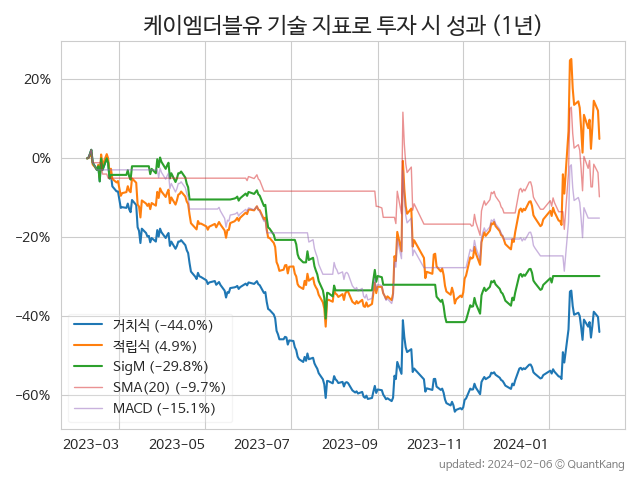 케이엠더블유 기술 지표로 투자 시 성과 (1년)
20%
0%
−20%
−40%
−60%
거치식 (−44.0%)
적립식 (4.9%)
SigM (−29.8%)
SMA(20) (−9.7%)
MACD (−15.1%)
2023-03
2023-05
2023-07
2023-09
2023-11
2024-01
updated: 2024-02-06 © QuantKang